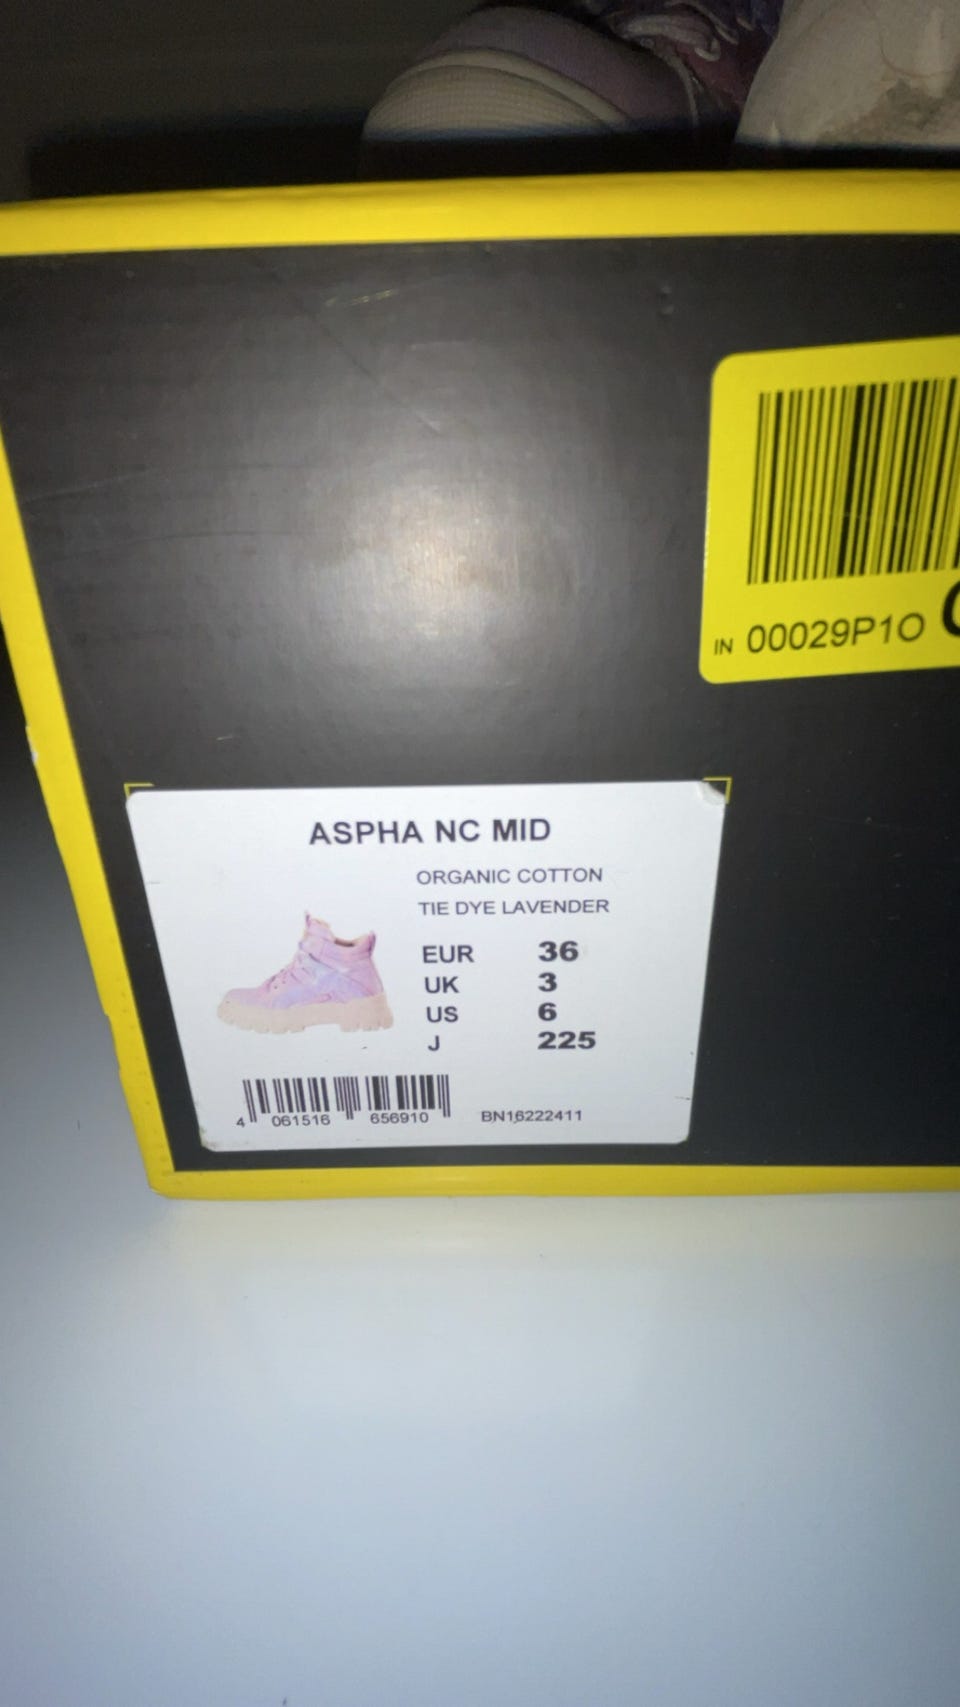 IN 00029P1O
ASPHA NC MID
ORGANIC COTTON
TIE DYE LAVENDER
EUR 36
UK 3
US 6
J 225
4 061516 656910 BN16222411